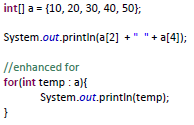 int[] a = {10, 20, 30, 40, 50};
System.out.println(a[2] + "  " + a[4]);
//enhanced for
for(int temp : a){
System.out.println(temp);
}